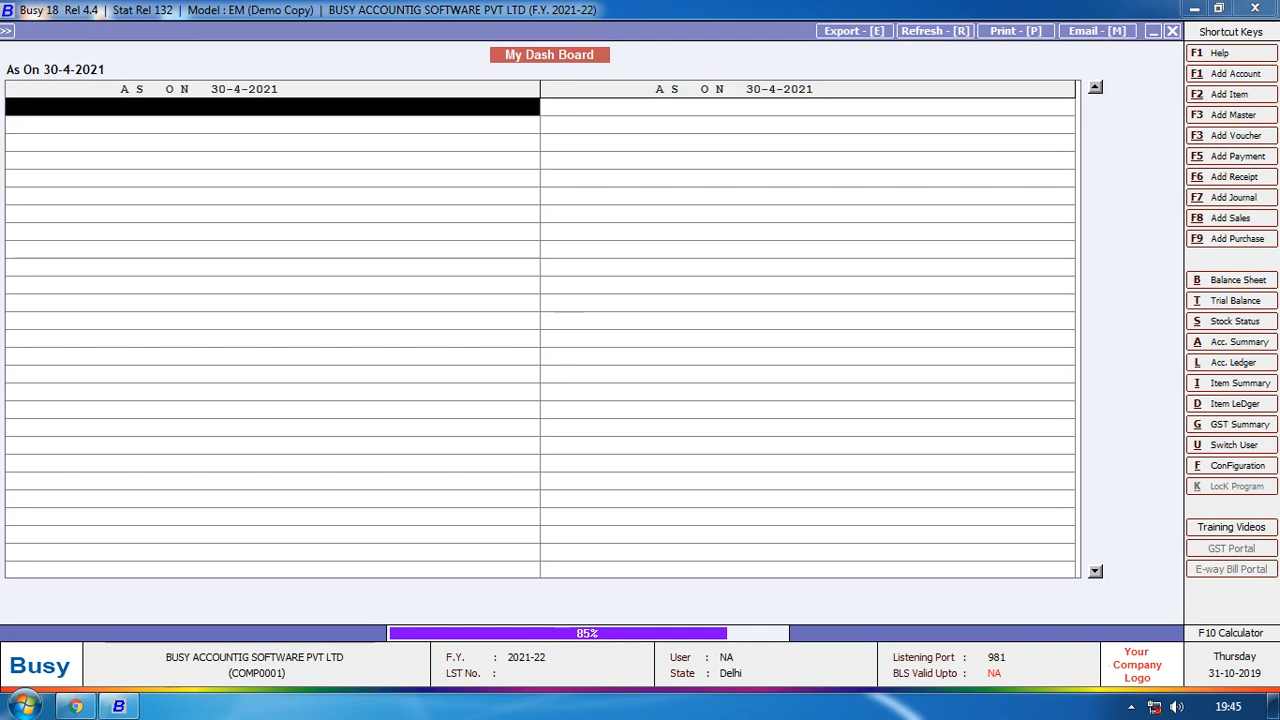 Busy 18 Rel 4.4 | Stat Rel 132 | Model : EM (Demo Copy) | BUSY ACCOUNTIG SOFTWARE PVT LTD (F.Y. 2021-22)
>> Export - [E] Refresh - [R] Print - [P] Email - [M]
My Dash Board
As On 30-4-2021
AS ON 30-4-2021 AS ON 30-4-2021
Shortcut Keys
F1 Help
F1 Add Account
F2 Add Item
F3 Add Master
F3 Add Voucher
F5 Add Payment
F6 Add Receipt
F7 Add Journal
F8 Add Sales
F9 Add Purchase
B Balance Sheet
T Trial Balance
S Stock Status
A Acc. Summary
L Acc. Ledger
I Item Summary
D Item LeDger
G GST Summary
U Switch User
F ConFiguration
K LocK Program
Training Videos
GST Portal
E-way Bill Portal
85%
F10 Calculator
Busy
BUSY ACCOUNTIG SOFTWARE PVT LTD
(COMP0001)
F.Y. : 2021-22
LST No. :
User : NA
State : Delhi
Listening Port : 981
BLS Valid Upto : NA
Your
Company
Logo
Thursday
31-10-2019
B
19:45